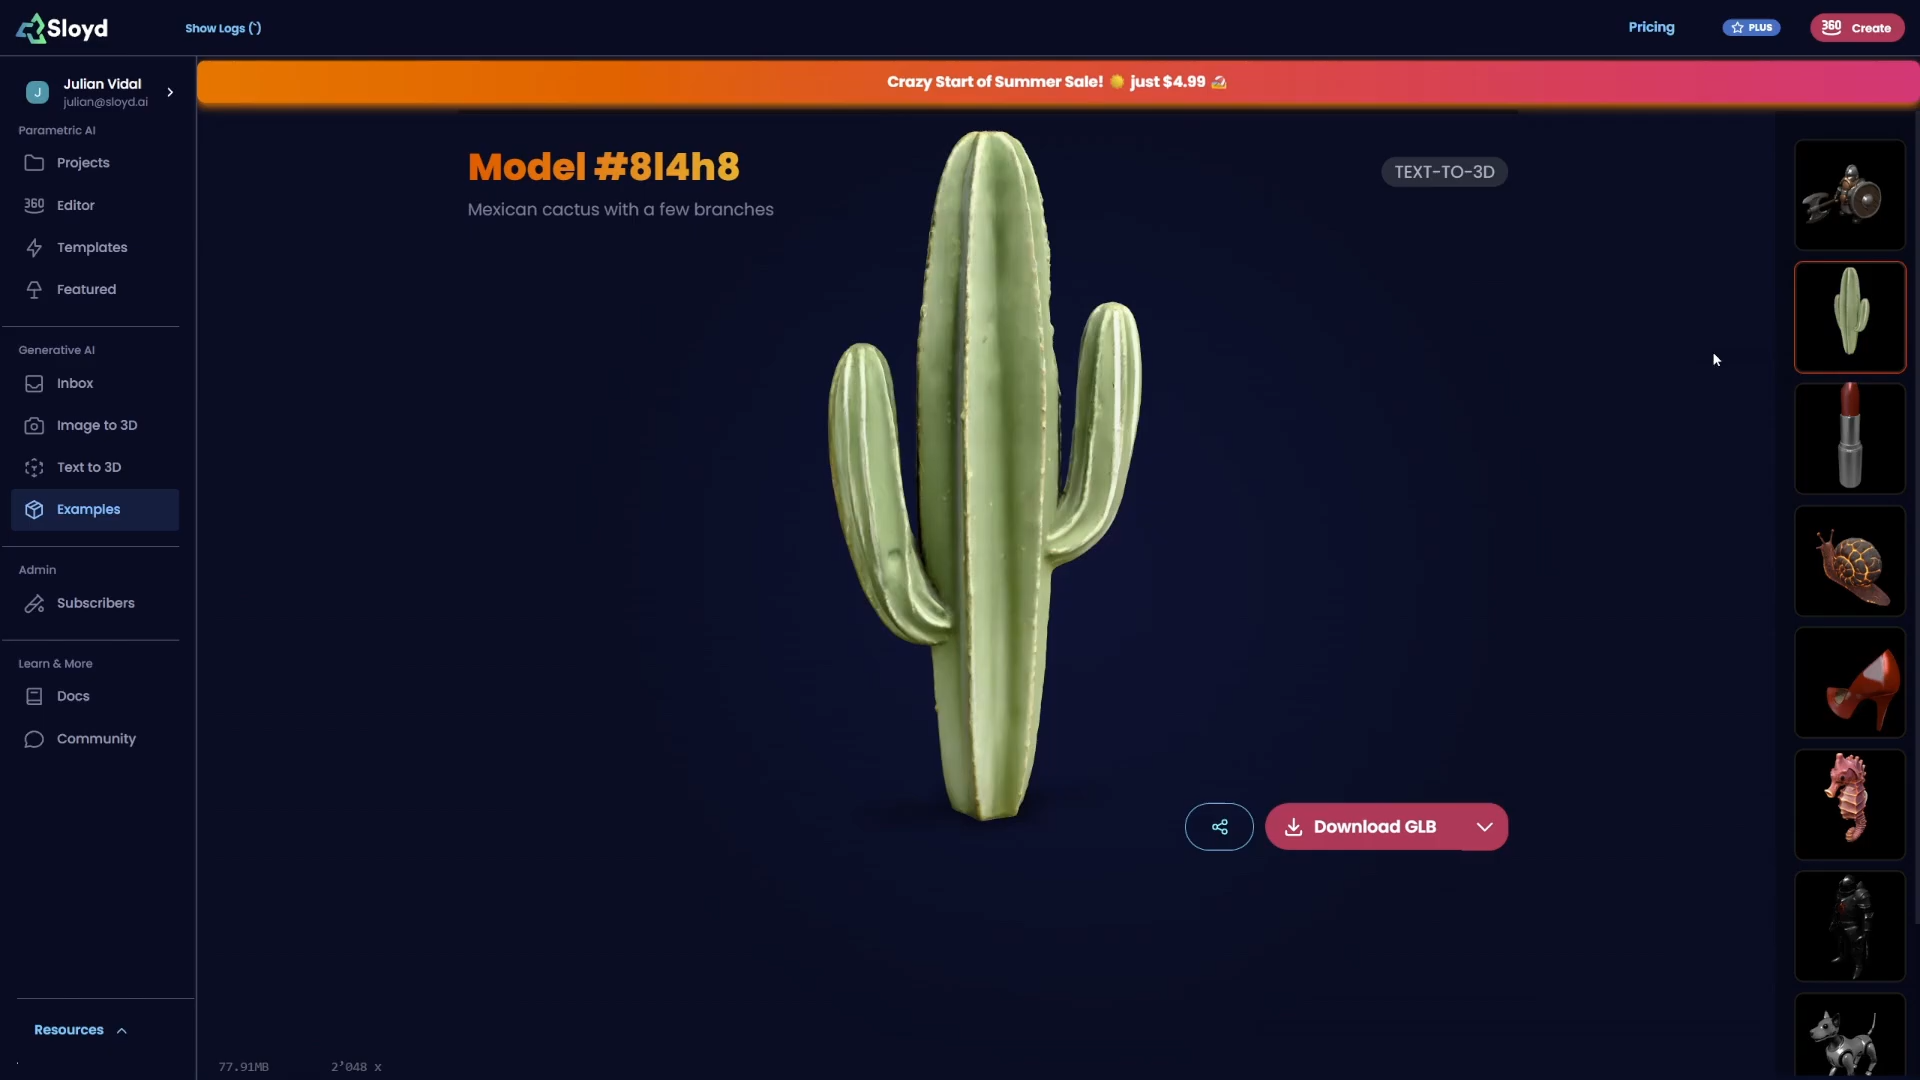 Sloyd
Show Logs (`)
Pricing
PLUS
360 Create
J
Julian Vidal
julian@sloyd.ai
Crazy Start of Summer Sale! ☀️ just $4.99 🏖️
Parametric AI
Projects
360 Editor
Templates
Featured
Generative AI
Inbox
Image to 3D
Text to 3D
Examples
Admin
Subscribers
Learn & More
Docs
Community
Resources
Model #8l4h8
Mexican cactus with a few branches
TEXT-TO-3D
Download GLB
77.91MB
2’048 x